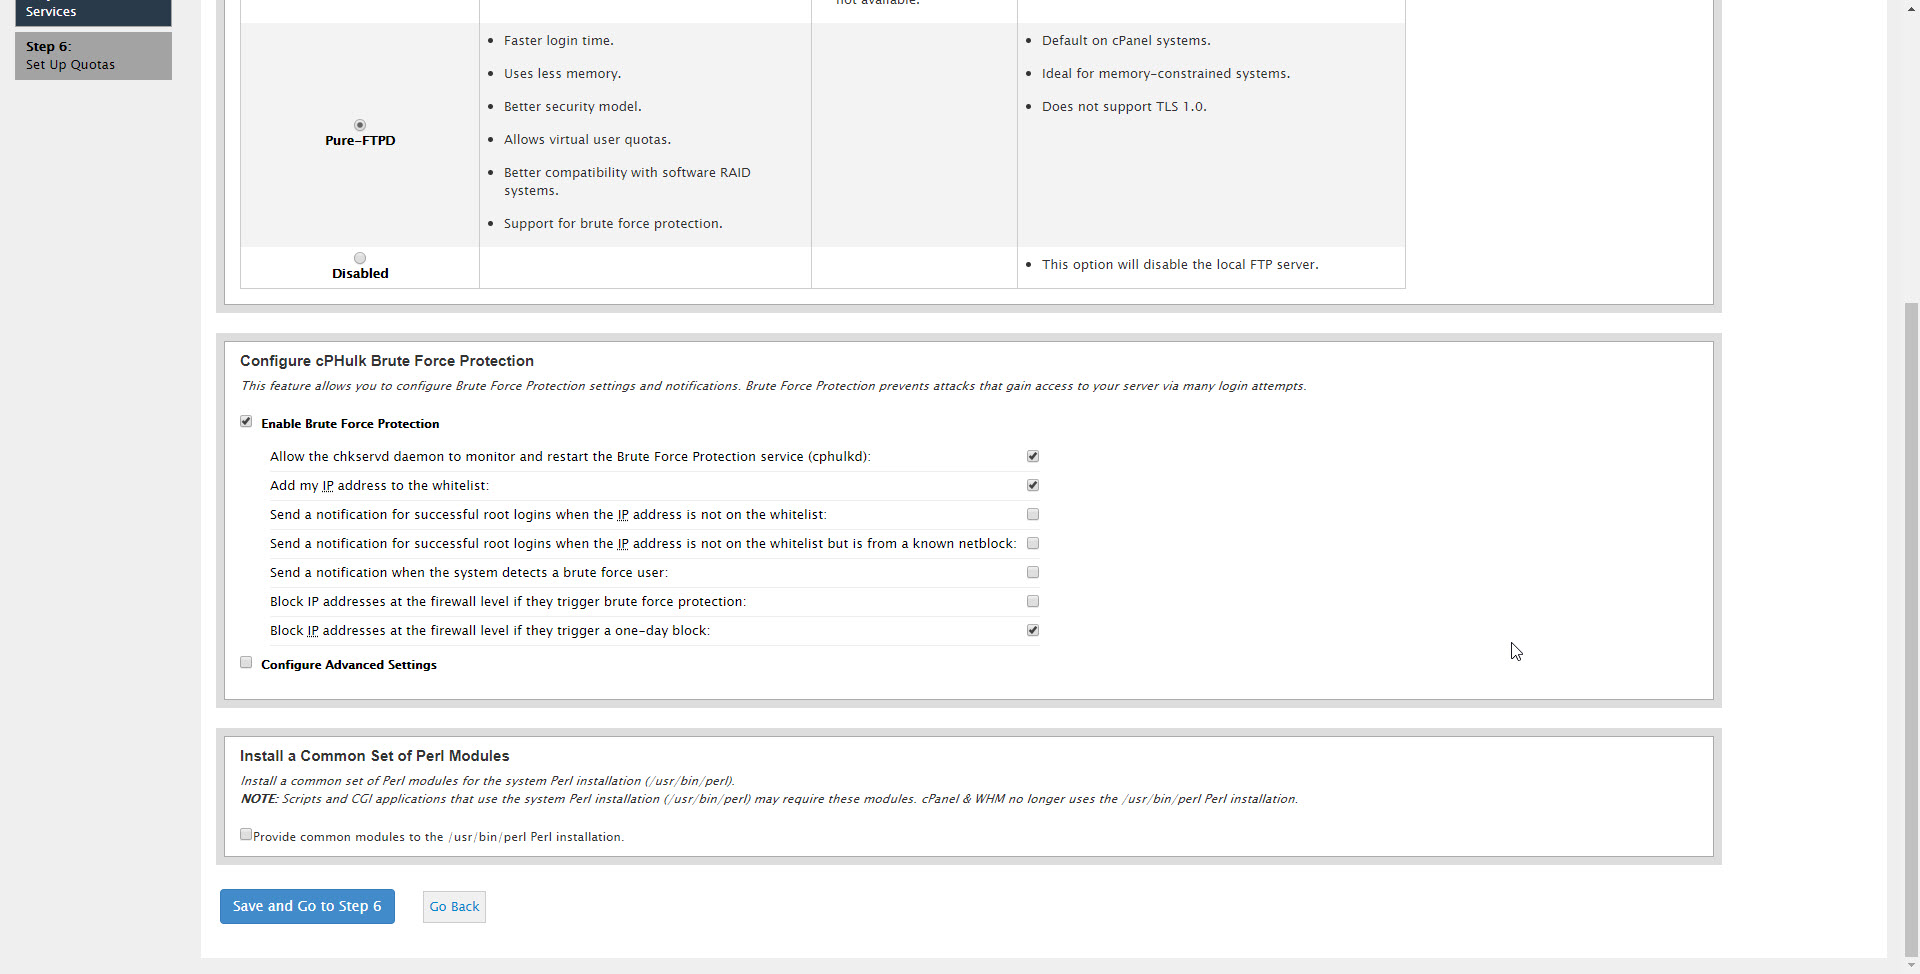 Services
Step 6:
Set Up Quotas
not available.
Pure-FTPD
Faster login time.
Uses less memory.
Better security model.
Allows virtual user quotas.
Better compatibility with software RAID
systems.
Support for brute force protection.
Default on cPanel systems.
Ideal for memory-constrained systems.
Does not support TLS 1.0.
Disabled
This option will disable the local FTP server.
Configure cPHulk Brute Force Protection
This feature allows you to configure Brute Force Protection settings and notifications. Brute Force Protection prevents attacks that gain access to your server via many login attempts.
Enable Brute Force Protection
Allow the chkservd daemon to monitor and restart the Brute Force Protection service (cphulkd):
Add my IP address to the whitelist:
Send a notification for successful root logins when the IP address is not on the whitelist:
Send a notification for successful root logins when the IP address is not on the whitelist but is from a known netblock:
Send a notification when the system detects a brute force user:
Block IP addresses at the firewall level if they trigger brute force protection:
Block IP addresses at the firewall level if they trigger a one-day block:
Configure Advanced Settings
Install a Common Set of Perl Modules
Install a common set of Perl modules for the system Perl installation (/usr/bin/perl).
NOTE: Scripts and CGI applications that use the system Perl installation (/usr/bin/perl) may require these modules. cPanel & WHM no longer uses the /usr/bin/perl Perl installation.
Provide common modules to the /usr/bin/perl Perl installation.
Save and Go to Step 6
Go Back